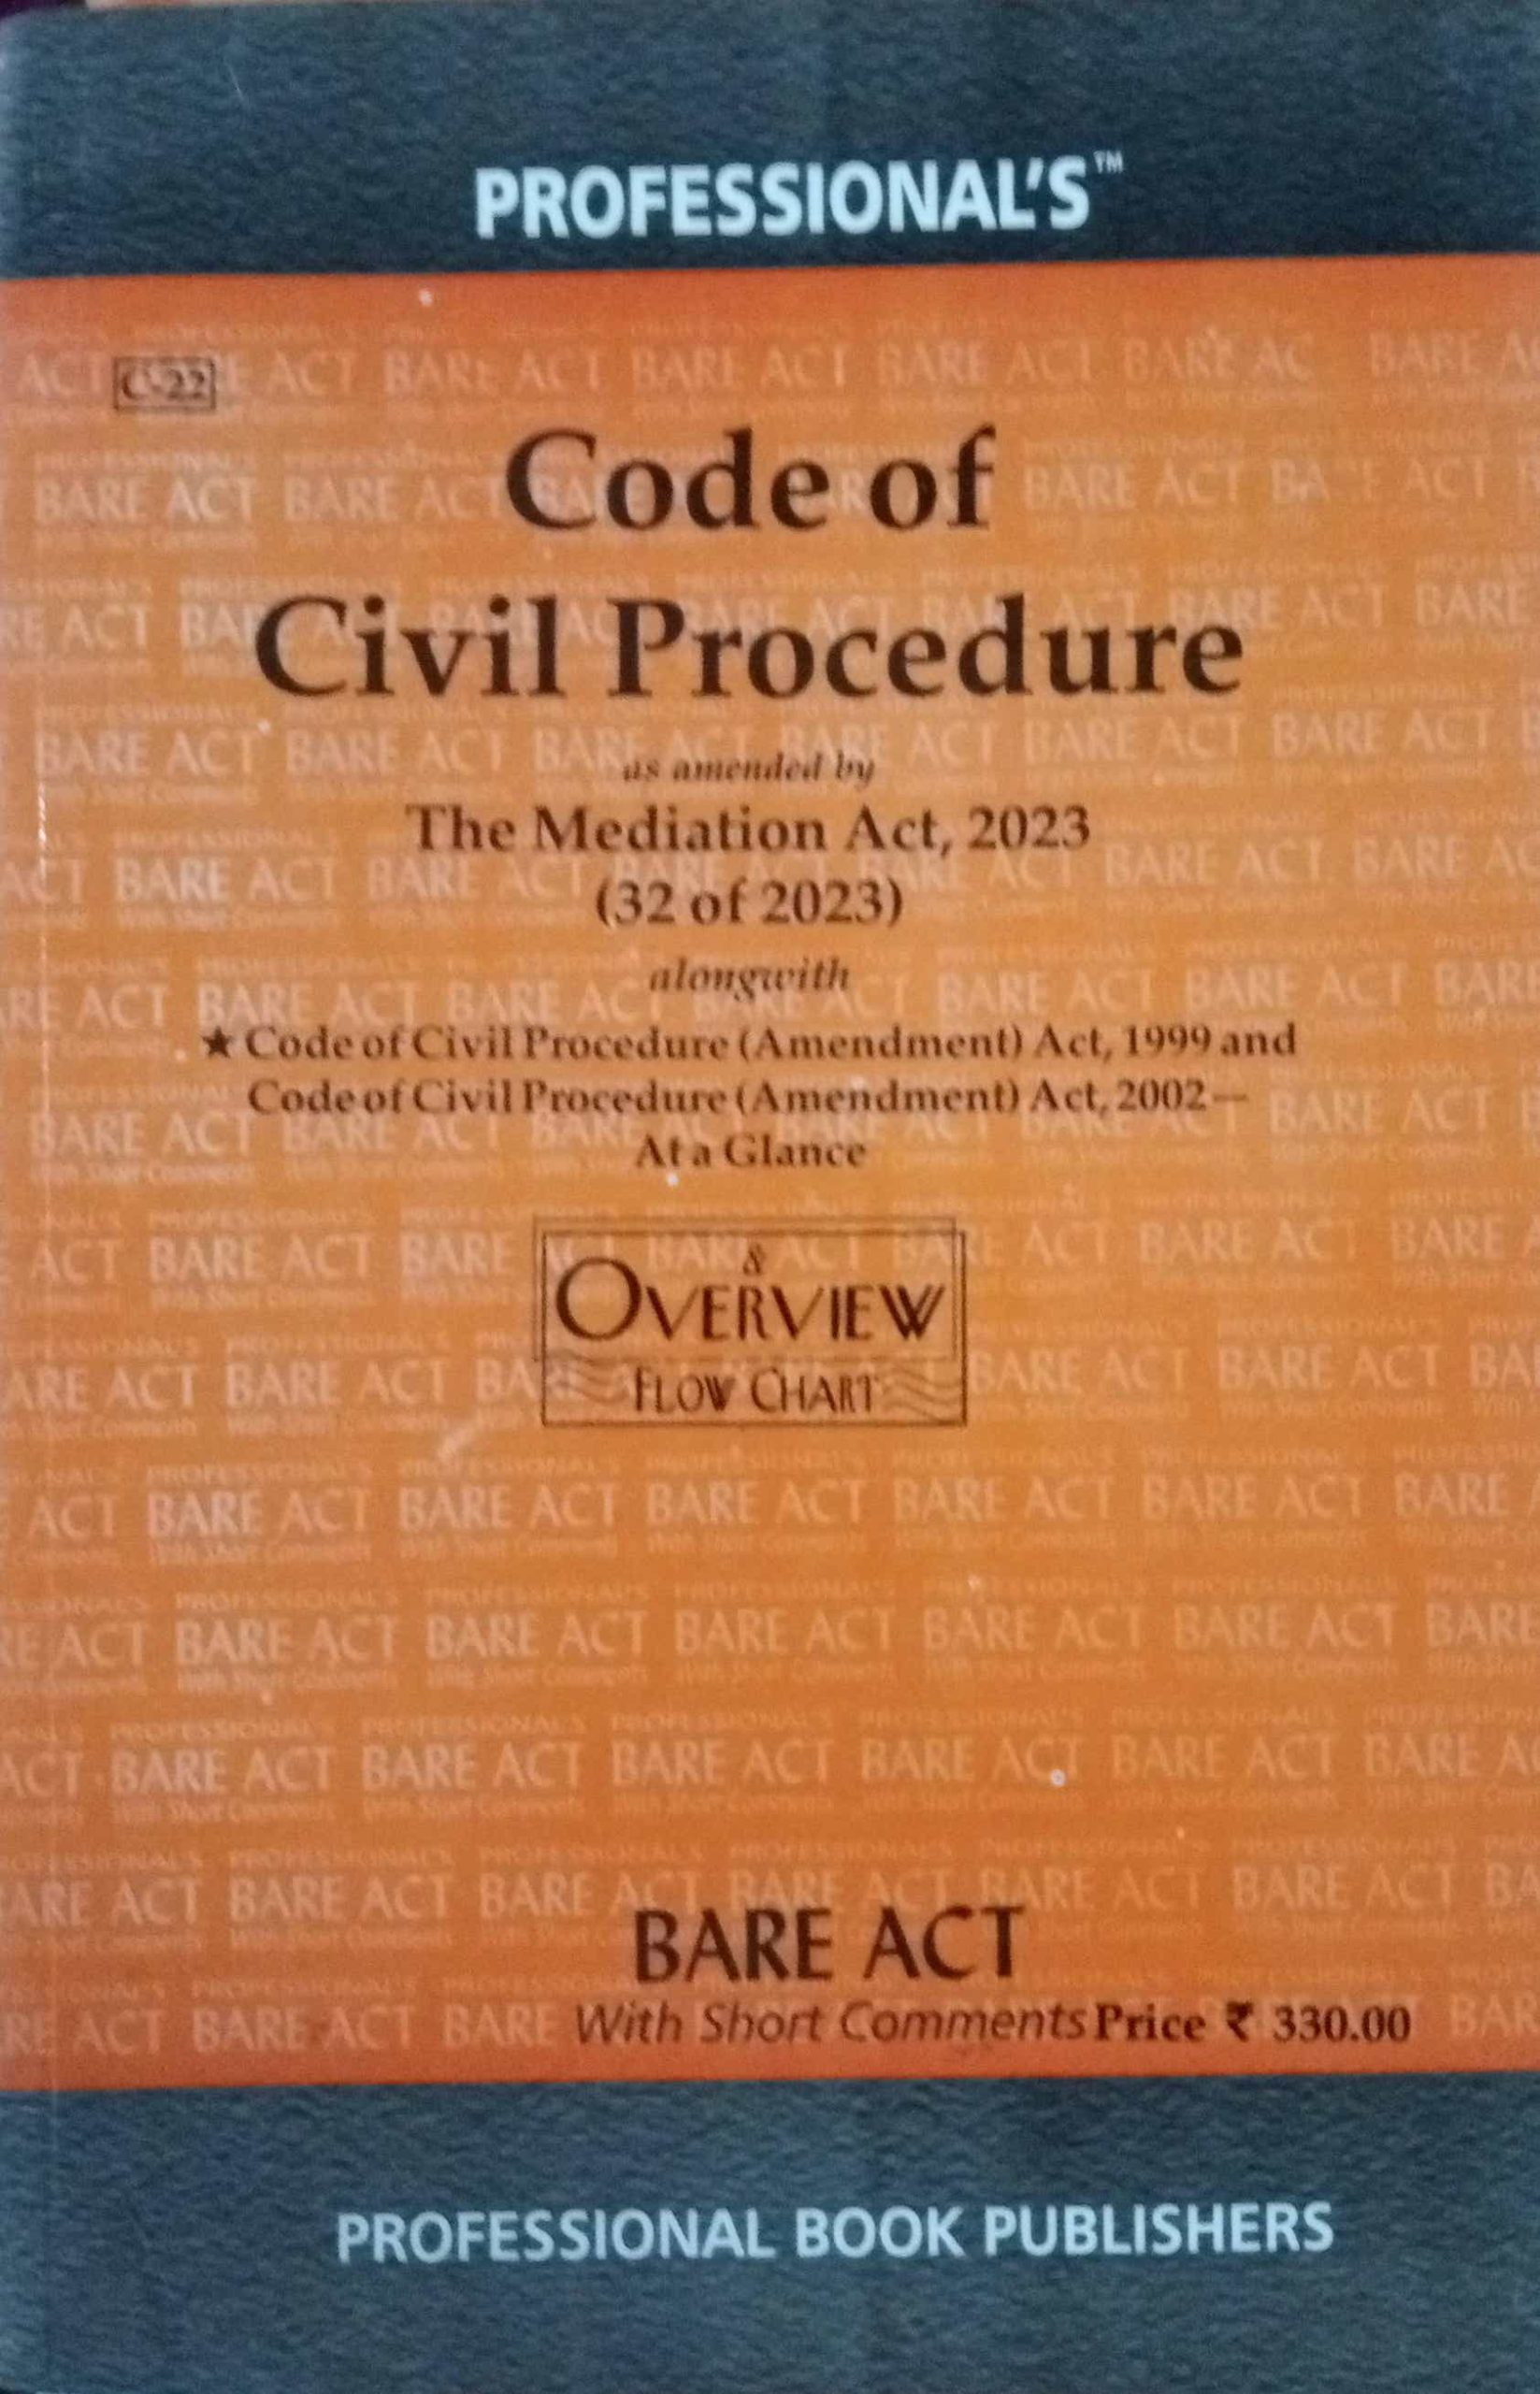 PROFESSIONAL'S™
C-22
Code of
Civil Procedure
as amended by
The Mediation Act, 2023
(32 of 2023)
alongwith
★ Code of Civil Procedure (Amendment) Act, 1999 and
Code of Civil Procedure (Amendment) Act, 2002—
At a Glance
&
OVERVIEW
FLOW CHART
BARE ACT
With Short Comments Price ₹ 330.00
PROFESSIONAL BOOK PUBLISHERS